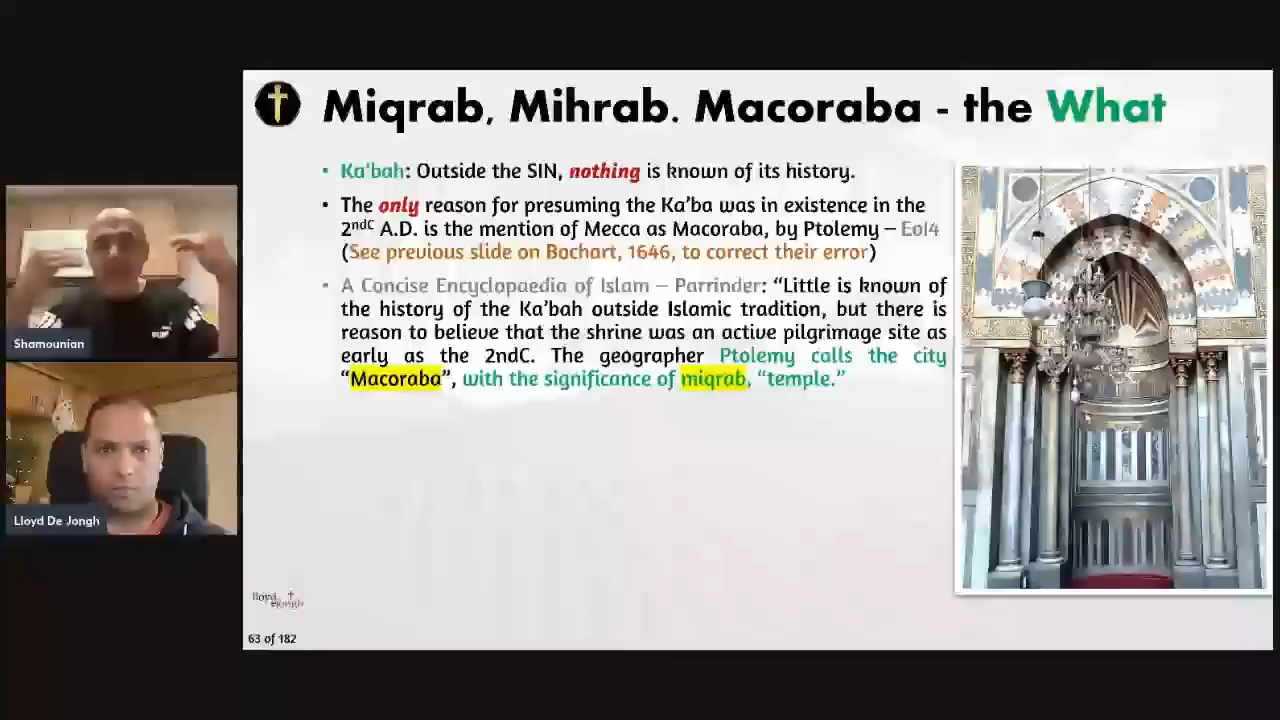 Miqrab, Mihrab. Macoraba - the What
• Ka'bah: Outside the SIN, nothing is known of its history.
• The only reason for presuming the Ka'ba was in existence in the
2ndC A.D. is the mention of Mecca as Macoraba, by Ptolemy – EoI4
(See previous slide on Bochart, 1646, to correct their error)
• A Concise Encyclopaedia of Islam – Parrinder: "Little is known of
the history of the Ka'bah outside Islamic tradition, but there is
reason to believe that the shrine was an active pilgrimage site as
early as the 2ndC. The geographer Ptolemy calls the city
"Macoraba", with the significance of miqrab, "temple."
Shamounian
Lloyd De Jongh
lloyd
dejongh
63 of 182